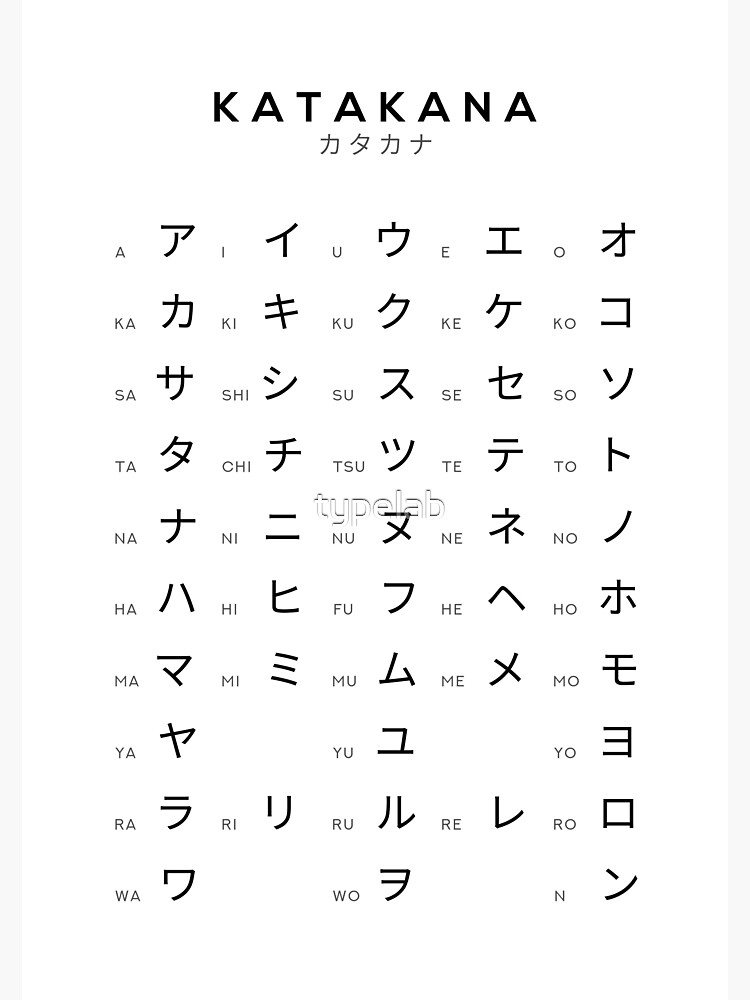 KATAKANA
カタカナ
A ア I イ U ウ E エ O オ
KA カ KI キ KU ク KE ケ KO コ
SA サ SHI シ SU ス SE セ SO ソ
TA タ CHI チ TSU ツ TE テ TO ト
typelab
NA ナ NI ニ NU ヌ NE ネ NO ノ
HA ハ HI ヒ FU フ HE ヘ HO ホ
MA マ MI ミ MU ム ME メ MO モ
YA ヤ YU ユ YO ヨ
RA ラ RI リ RU ル RE レ RO ロ
WA ワ WO ヲ N ン